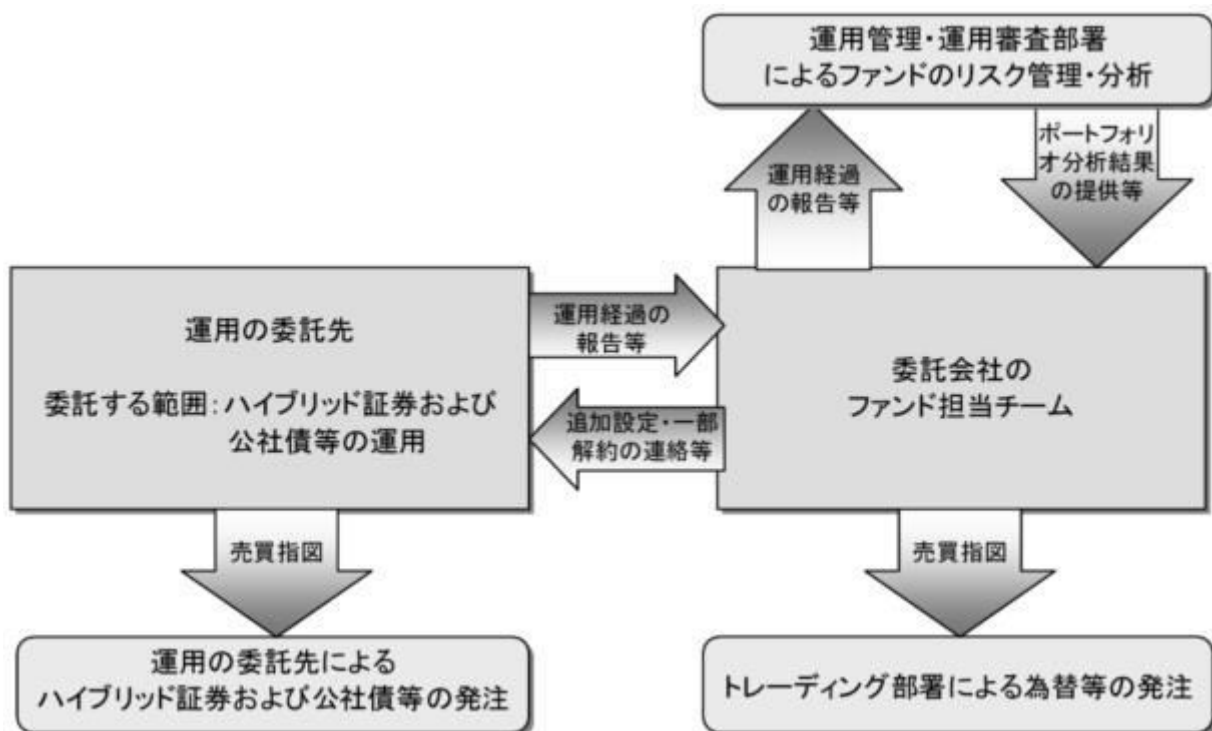 運用管理・運用審査部署
によるファンドのリスク管理・分析
運用経過
の報告等
ポートフォリ
オ分析結果
の提供等
運用の委託先
委託する範囲:ハイブリッド証券および
公社債等の運用
運用経過の
報告等
追加設定・一部
解約の連絡等
委託会社の
ファンド担当チーム
売買指図
売買指図
運用の委託先による
ハイブリッド証券および公社債等の発注
トレーディング部署による為替等の発注